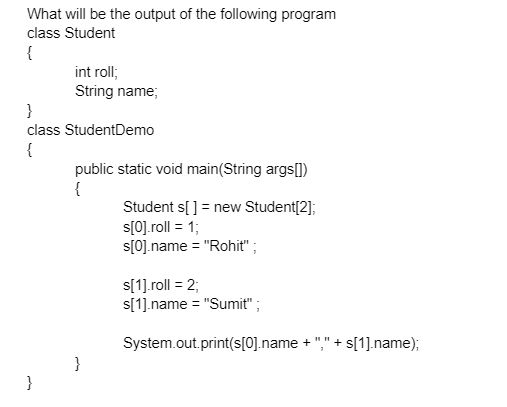 What will be the output of the following program
class Student
{
int roll;
String name;
}
class StudentDemo
{
public static void main(String args[])
{
Student s[ ] = new Student[2];
s[0].roll = 1;
s[0].name = "Rohit" ;
s[1].roll = 2;
s[1].name = "Sumit" ;
System.out.print(s[0].name + "," + s[1].name);
}
}